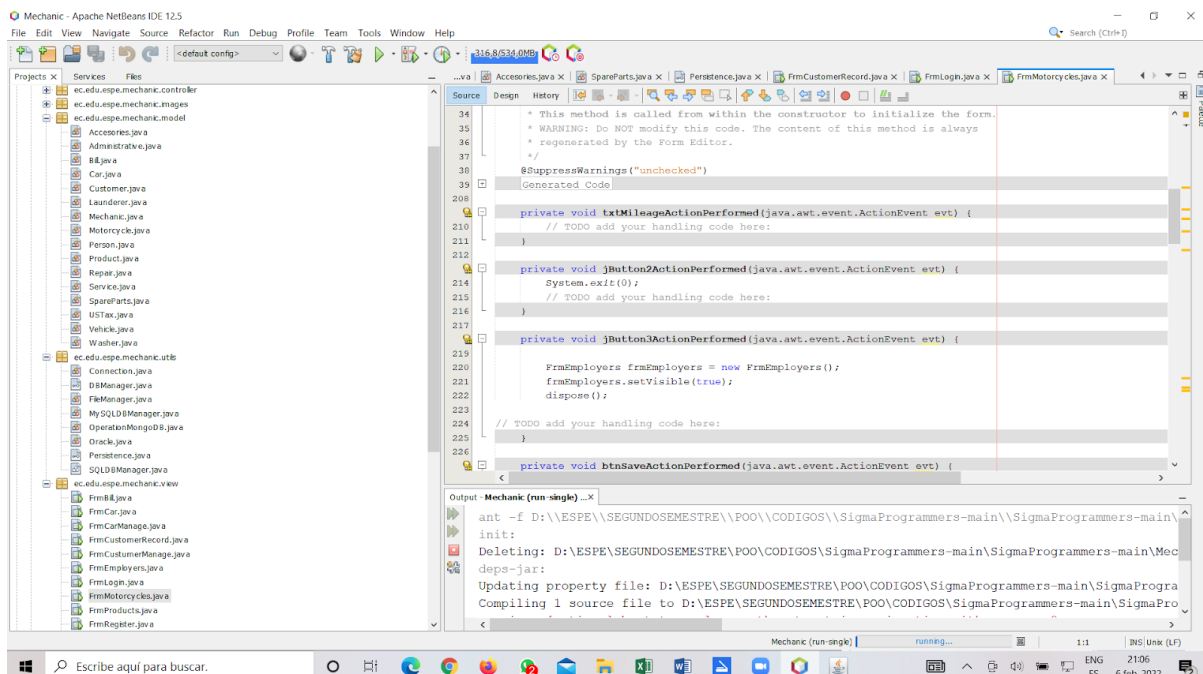 Mechanic - Apache NetBeans IDE 12.5
File Edit View Navigate Source Refactor Run Debug Profile Team Tools Window Help
Search (Ctrl+I)
<default config>
316,8/534,0MB
Projects Services Files
ec.edu.espe.mechanic.controller
ec.edu.espe.mechanic.images
ec.edu.espe.mechanic.model
Accesories.java
Administrative.java
Bill.java
Car.java
Customer.java
Launderer.java
Mechanic.java
Motorcycle.java
Person.java
Product.java
Repair.java
Service.java
SpareParts.java
USTax.java
Vehicle.java
Washer.java
ec.edu.espe.mechanic.utils
Connection.java
DBManager.java
FileManager.java
MySQLDBManager.java
OperationMongoDB.java
Oracle.java
Persistence.java
SQLDBManager.java
ec.edu.espe.mechanic.view
FrmBill.java
FrmCar.java
FrmCarManage.java
FrmCustomerRecord.java
FrmCustumerManage.java
FrmEmployers.java
FrmLogin.java
FrmMotorcycles.java
FrmProducts.java
FrmRegister.java
...va Accesories.java SpareParts.java Persistence.java FrmCustomerRecord.java FrmLogin.java FrmMotorcycles.java
Source Design History
Palette
34 * This method is called from within the constructor to initialize the form.
35 * WARNING: Do NOT modify this code. The content of this method is always
36 * regenerated by the Form Editor.
37 */
38 @SuppressWarnings("unchecked")
39 Generated Code
208
private void txtMileageActionPerformed(java.awt.event.ActionEvent evt) {
210 // TODO add your handling code here:
211 }
212
private void jButton2ActionPerformed(java.awt.event.ActionEvent evt) {
214 System.exit(0);
215 // TODO add your handling code here:
216 }
217
private void jButton3ActionPerformed(java.awt.event.ActionEvent evt) {
219
220 FrmEmployers frmEmployers = new FrmEmployers();
221 frmEmployers.setVisible(true);
222 dispose();
223
224 // TODO add your handling code here:
225 }
226
private void btnSaveActionPerformed(java.awt.event.ActionEvent evt) {
Output - Mechanic (run-single) ...
ant -f D:\\ESPE\\SEGUNDOSEMESTRE\\POO\\CODIGOS\\SigmaProgrammers-main\\SigmaProgrammers-main\
init:
Deleting: D:\ESPE\SEGUNDOSEMESTRE\POO\CODIGOS\SigmaProgrammers-main\SigmaProgrammers-main\Mec
deps-jar:
Updating property file: D:\ESPE\SEGUNDOSEMESTRE\POO\CODIGOS\SigmaProgrammers-main\SigmaProgra
Compiling 1 source file to D:\ESPE\SEGUNDOSEMESTRE\POO\CODIGOS\SigmaProgrammers-main\SigmaPro
Mechanic (run-single) running... 1:1 INS Unix (LF)
Escribe aquí para buscar.
2
ENG
21:06
ES
6 feb. 2022